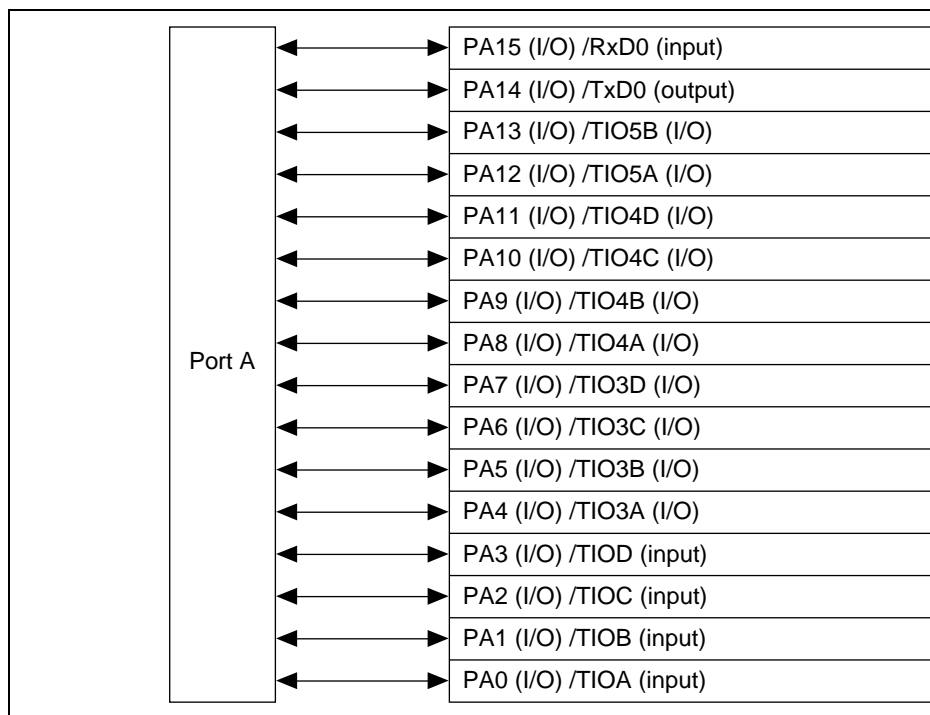 PA15 (I/O) /RxD0 (input)
PA14 (I/O) /TxD0 (output)
PA13 (I/O) /TIO5B (I/O)
PA12 (I/O) /TIO5A (I/O)
PA11 (I/O) /TIO4D (I/O)
PA10 (I/O) /TIO4C (I/O)
PA9 (I/O) /TIO4B (I/O)
PA8 (I/O) /TIO4A (I/O)
Port A
PA7 (I/O) /TIO3D (I/O)
PA6 (I/O) /TIO3C (I/O)
PA5 (I/O) /TIO3B (I/O)
PA4 (I/O) /TIO3A (I/O)
PA3 (I/O) /TIOD (input)
PA2 (I/O) /TIOC (input)
PA1 (I/O) /TIOB (input)
PA0 (I/O) /TIOA (input)